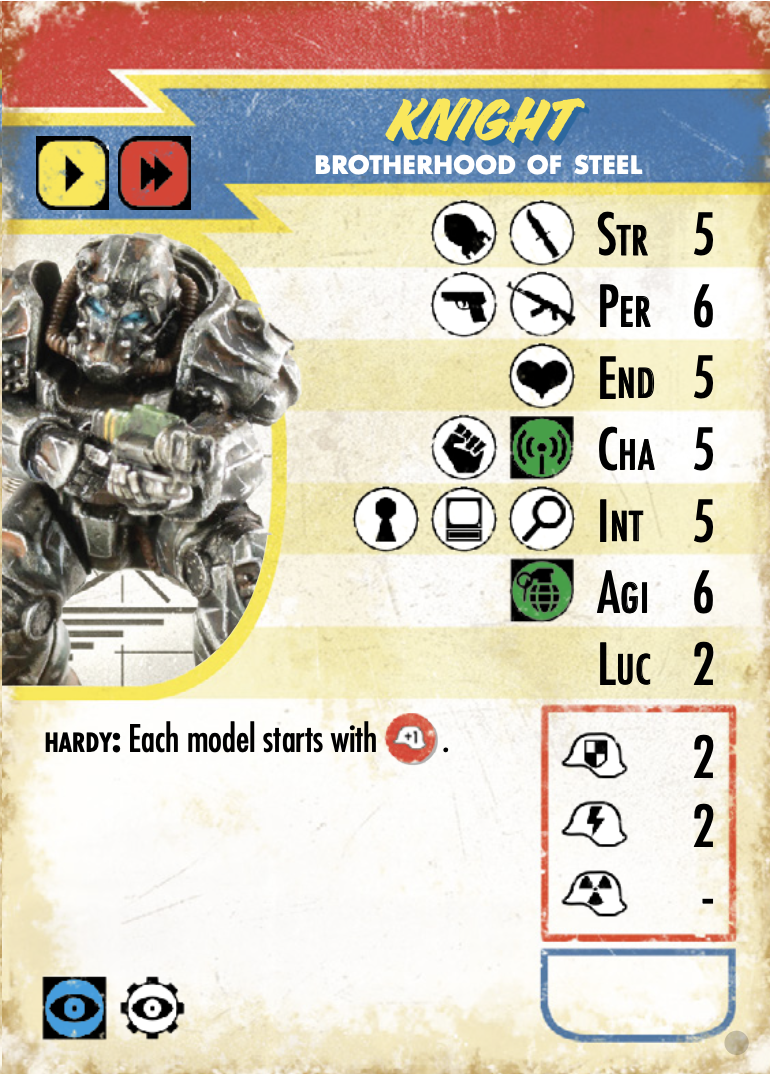 KNIGHT
BROTHERHOOD OF STEEL
STR 5
PER 6
END 5
CHA 5
INT 5
AGI 6
LUC 2
HARDY: Each model starts with +1 .
2
2
-